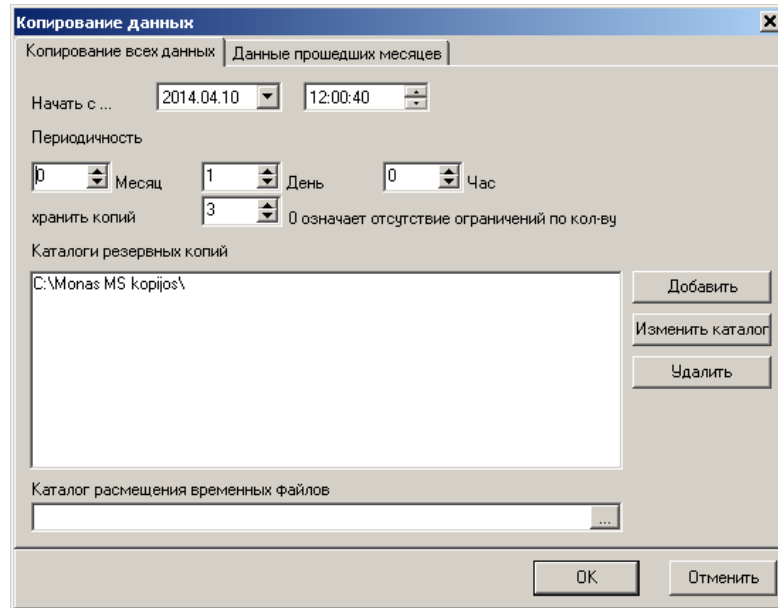 Копирование данных
Копирование всех данных Данные прошедших месяцев
Начать с ... 2014.04.10 12:00:40
Периодичность
0 Месяц 1 День 0 Час
хранить копий 3 0 означает отсутствие ограничений по кол-ву
Каталоги резервных копий
C:\Monas MS kopijos\
Добавить
Изменить каталог
Удалить
Каталог размещения временных файлов
...
OK Отменить